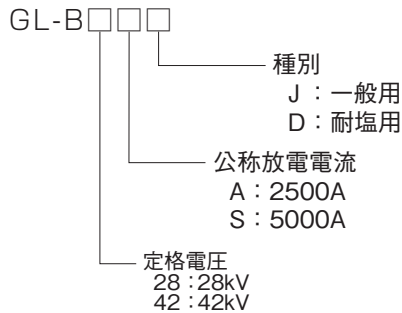 GL-B□□□
種別
J：一般用
D：耐塩用
公称放電電流
A：2500A
S：5000A
定格電圧
28：28kV
42：42kV